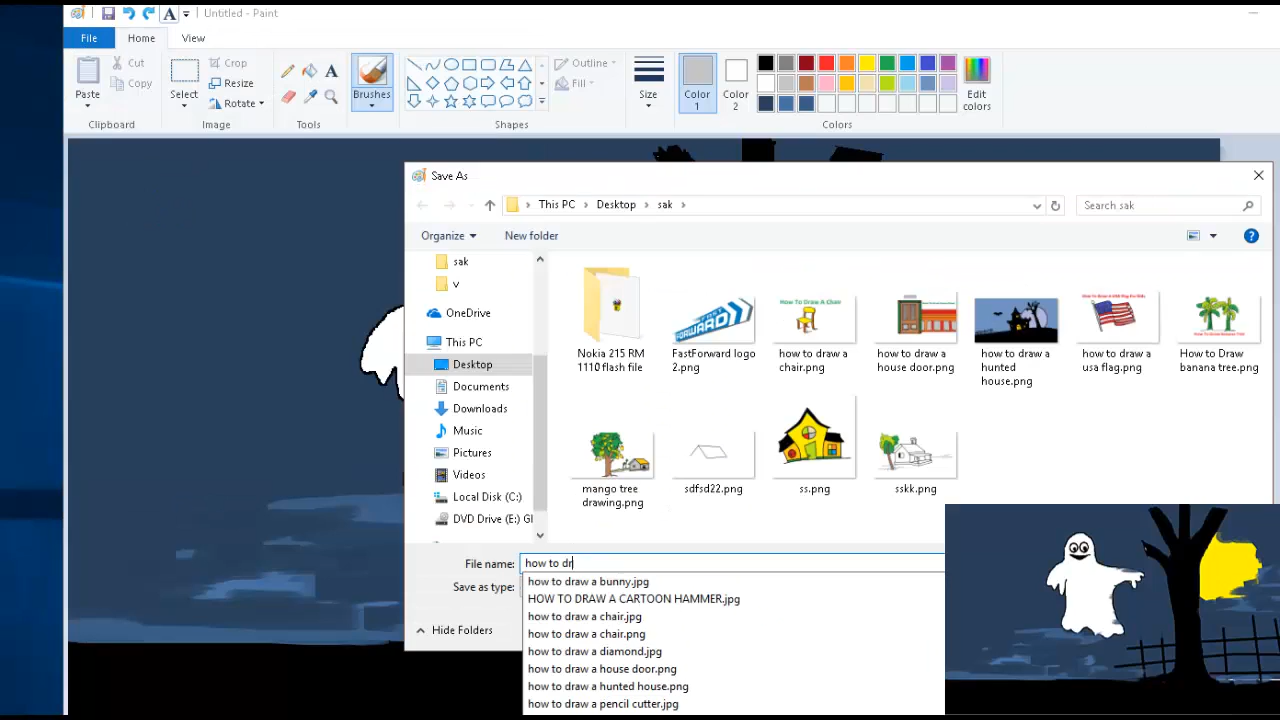 Untitled - Paint
File Home View
Cut
Copy
Paste
Clipboard
Crop
Resize
Rotate
Select
Image
A
Tools
Brushes
Outline
Fill
Shapes
Size
Color 1
Color 2
Edit colors
Colors
Save As
This PC > Desktop > sak >
Search sak
Organize New folder
sak
v
OneDrive
This PC
Desktop
Documents
Downloads
Music
Pictures
Videos
Local Disk (C:)
DVD Drive (E:) Gl
Nokia 215 RM 1110 flash file
FastForward logo 2.png
how to draw a chair.png
how to draw a house door.png
how to draw a hunted house.png
how to draw a usa flag.png
How to Draw banana tree.png
mango tree drawing.png
sdfsd22.png
ss.png
sskk.png
File name: how to dr
Save as type:
how to draw a bunny.jpg
HOW TO DRAW A CARTOON HAMMER.jpg
how to draw a chair.jpg
how to draw a chair.png
how to draw a diamond.jpg
how to draw a house door.png
how to draw a hunted house.png
how to draw a pencil cutter.jpg
Hide Folders